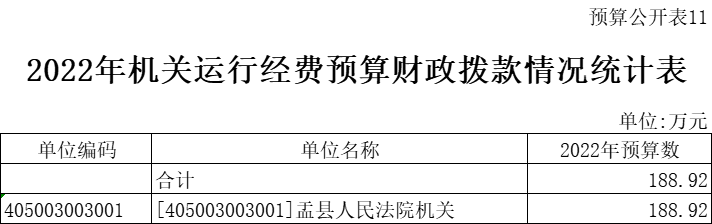 预算公开表11
2022年机关运行经费预算财政拨款情况统计表
单位:万元
单位编码 单位名称 2022年预算数
合计 188.92
405003003001 [405003003001]盂县人民法院机关 188.92